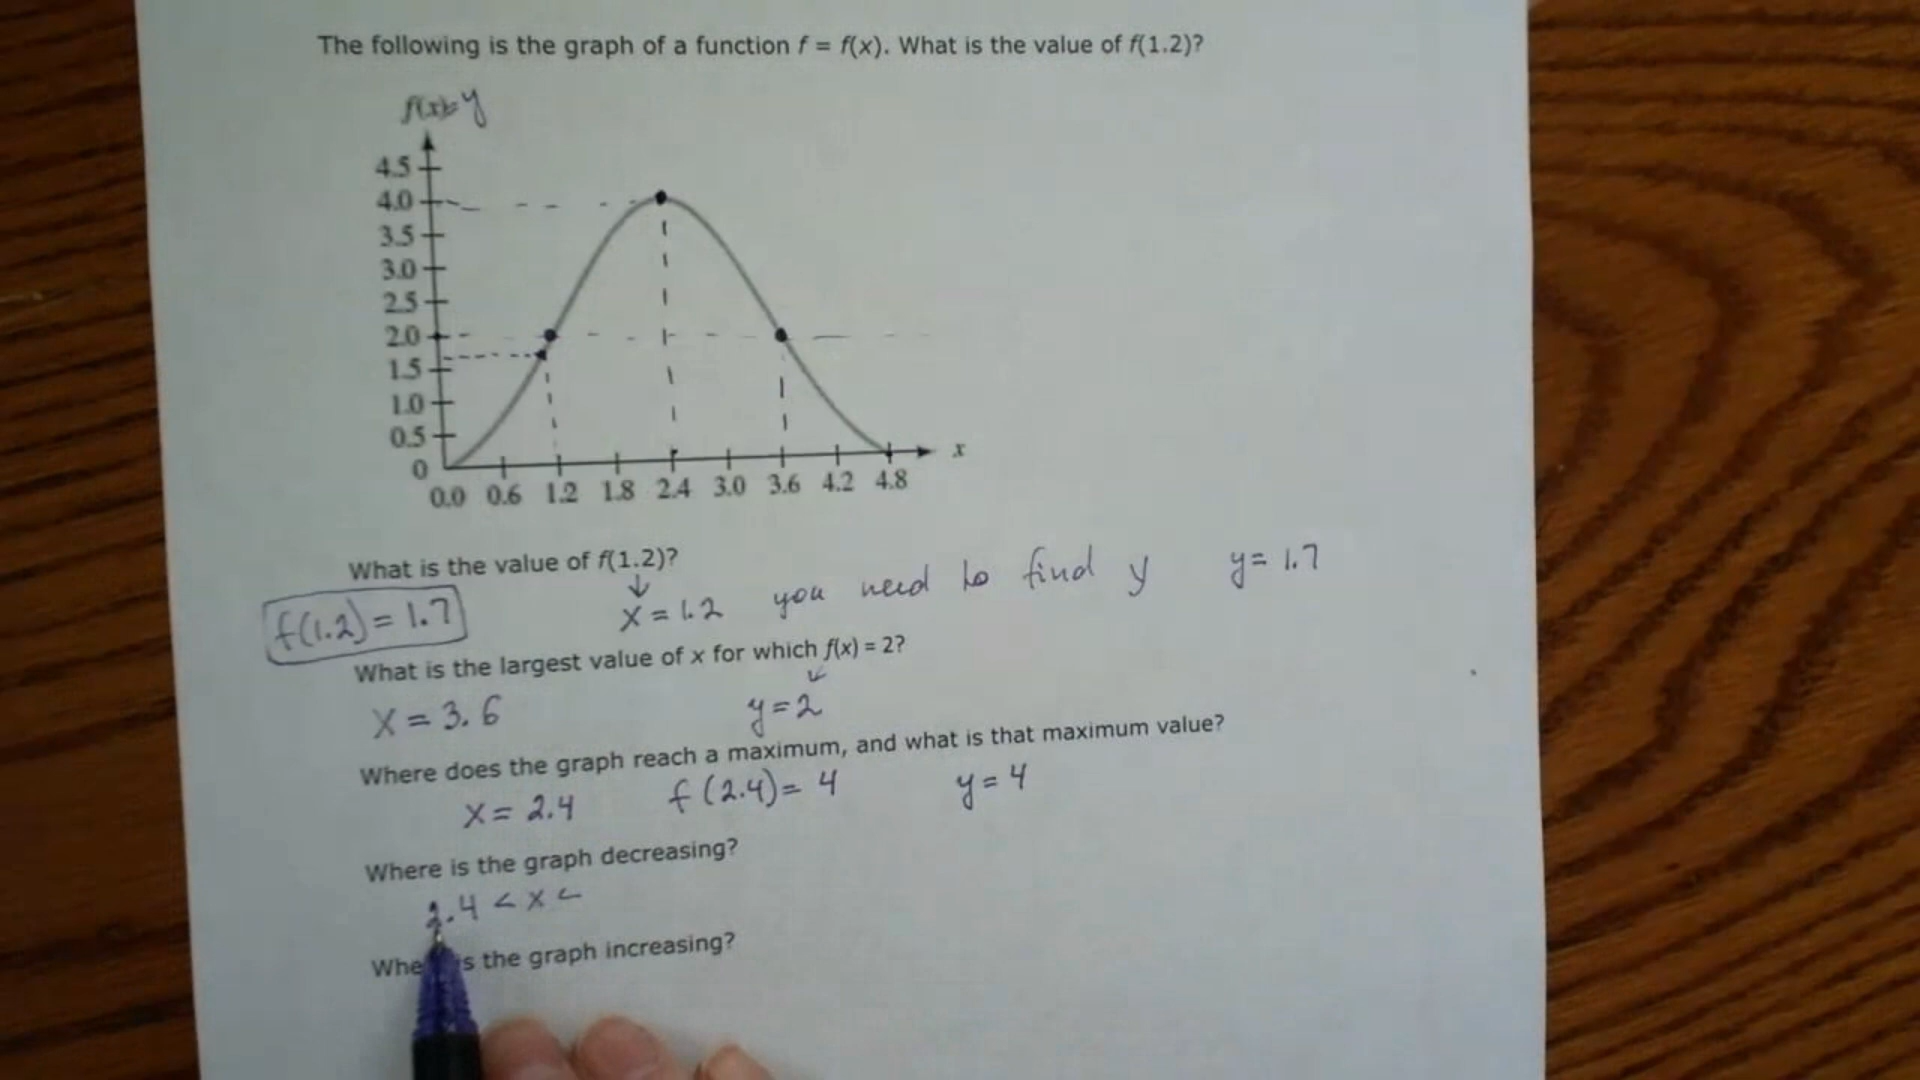 The following is the graph of a function f = f(x). What is the value of f(1.2)?
f(x)=y
4.5
4.0
3.5
3.0
2.5
2.0
1.5
1.0
0.5
0
x
0.0 0.6 1.2 1.8 2.4 3.0 3.6 4.2 4.8
What is the value of f(1.2)?
f(1.2) = 1.7
x = 1.2 you need to find y y = 1.7
What is the largest value of x for which f(x) = 2?
x = 3.6 y = 2
Where does the graph reach a maximum, and what is that maximum value?
x = 2.4 f(2.4) = 4 y = 4
Where is the graph decreasing?
2.4 < x <
the graph increasing?